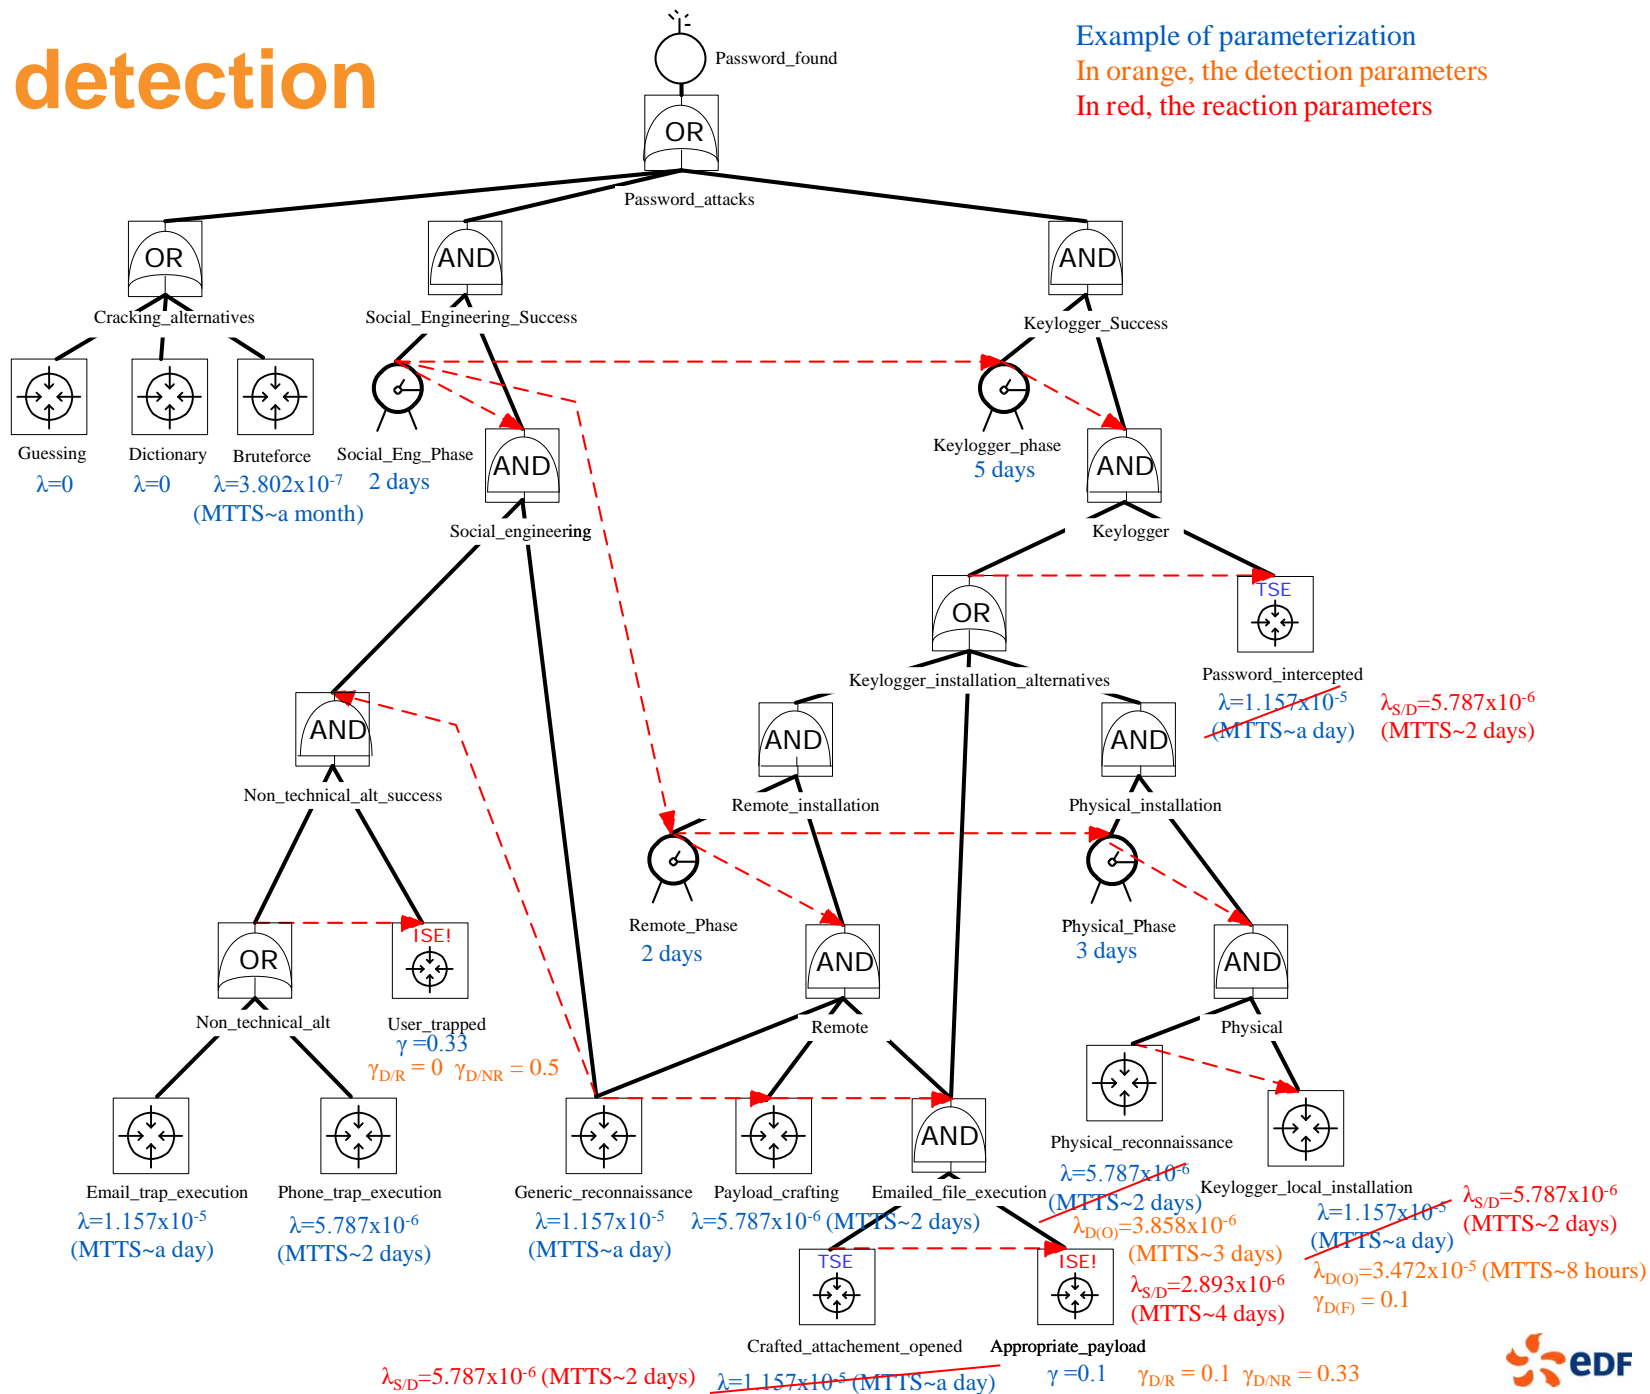 detection
Example of parameterization
In orange, the detection parameters
In red, the reaction parameters
Password_found
OR
Password_attacks
OR
AND
AND
Cracking_alternatives
Social_Engineering_Success
Keylogger_Success
Guessing
λ=0
Dictionary
λ=0
Bruteforce
λ=3.802x10-7
(MTTS~a month)
Social_Eng_Phase
2 days
AND
Social_engineering
Keylogger_phase
5 days
AND
Keylogger
OR
Keylogger_installation_alternatives
TSE
Password_intercepted
λ=1.157x10-5
(MTTS~a day)
λS/D=5.787x10-6
(MTTS~2 days)
AND
Non_technical_alt_success
AND
Remote_installation
AND
Physical_installation
Remote_Phase
2 days
Physical_Phase
3 days
OR
Non_technical_alt
ISE!
User_trapped
γ =0.33
γD/R = 0 γD/NR = 0.5
AND
Remote
AND
Physical
Email_trap_execution
λ=1.157x10-5
(MTTS~a day)
Phone_trap_execution
λ=5.787x10-6
(MTTS~2 days)
Generic_reconnaissance
λ=1.157x10-5
(MTTS~a day)
Payload_crafting
λ=5.787x10-6 (MTTS~2 days)
AND
Emailed_file_execution
Physical_reconnaissance
λ=5.787x10-6
(MTTS~2 days)
λD(O)=3.858x10-6
(MTTS~3 days)
λS/D=2.893x10-6
(MTTS~4 days)
Keylogger_local_installation
λ=1.157x10-5
(MTTS~a day)
λS/D=5.787x10-6
(MTTS~2 days)
λD(O)=3.472x10-5 (MTTS~8 hours)
γD(F) = 0.1
TSE
Crafted_attachement_opened
λS/D=5.787x10-6 (MTTS~2 days)
λ=1.157x10-5 (MTTS~a day)
ISE!
Appropriate_payload
γ =0.1 γD/R = 0.1 γD/NR = 0.33
eDF